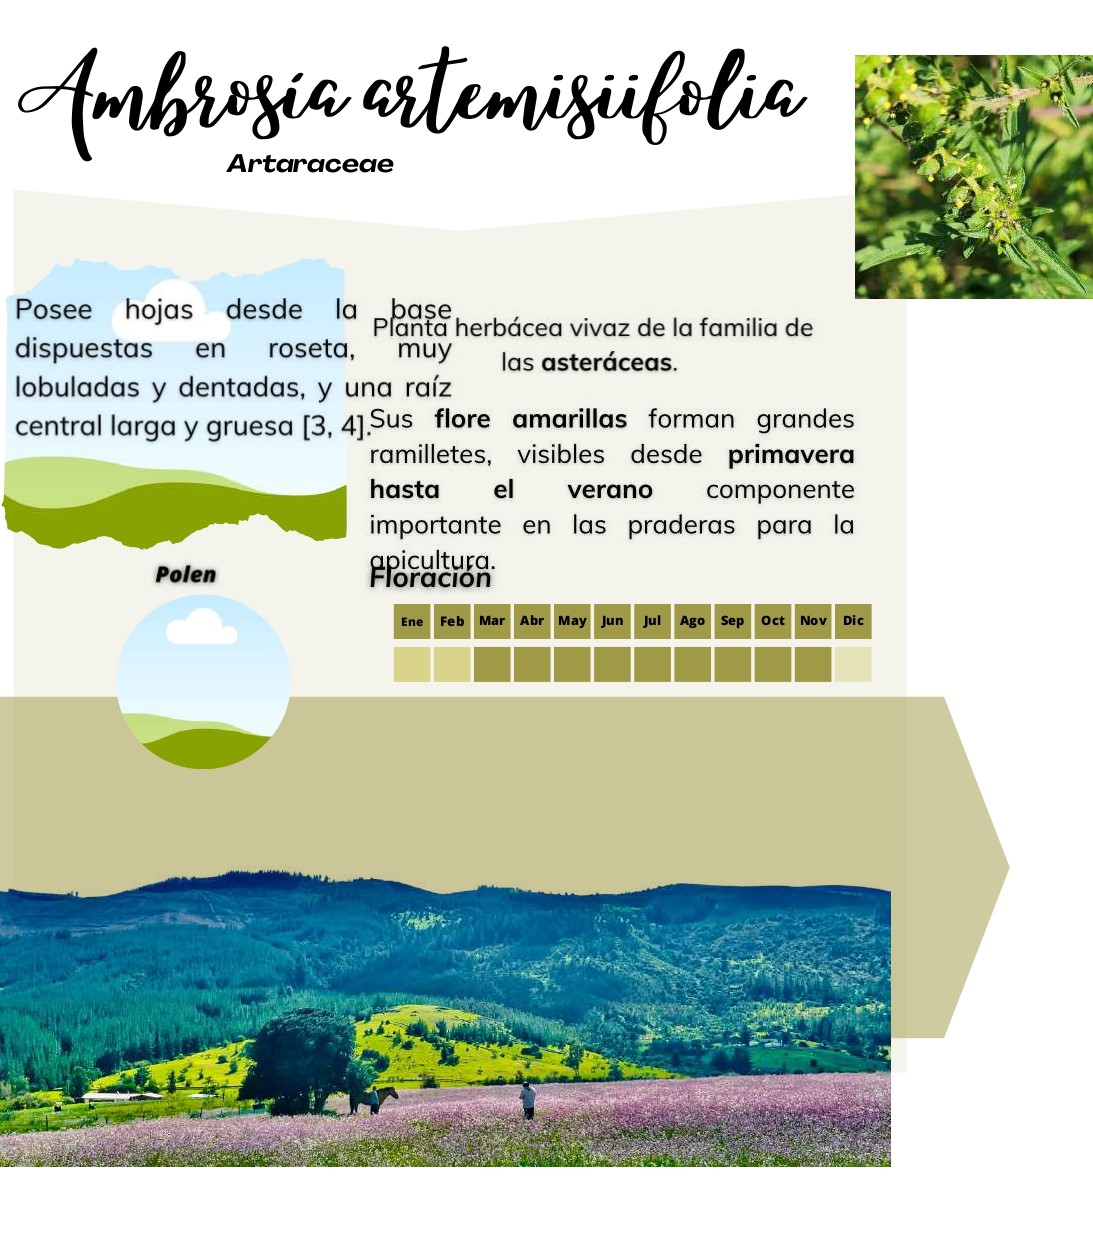 Ambrosía artemisiifolia
Artaraceae
Posee hojas desde la base
dispuestas en roseta, muy
lobuladas y dentadas, y una raíz
central larga y gruesa [3, 4].
Planta herbácea vivaz de la familia de
las asteráceas.
Sus flore amarillas forman grandes
ramilletes, visibles desde primavera
hasta el verano componente
importante en las praderas para la
apicultura.
Polen
Floración
Ene Feb Mar Abr May Jun Jul Ago Sep Oct Nov Dic